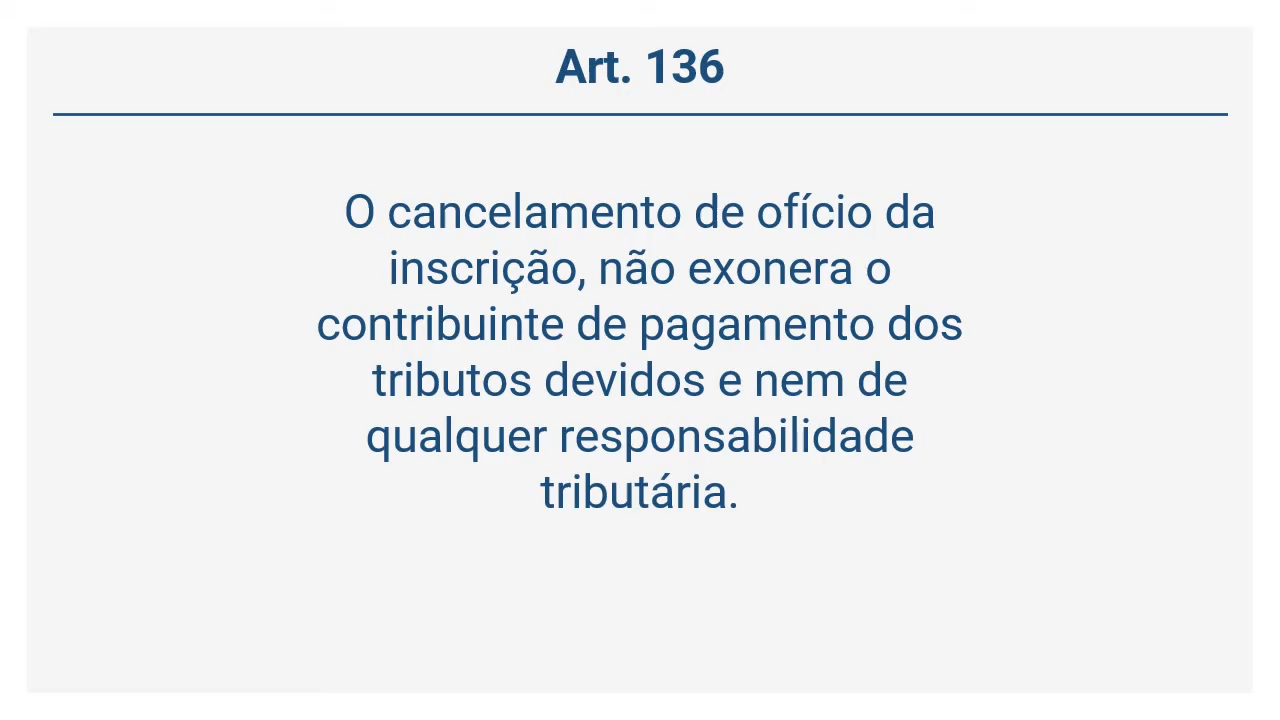 Art. 136
O cancelamento de ofício da
inscrição, não exonera o
contribuinte de pagamento dos
tributos devidos e nem de
qualquer responsabilidade
tributária.